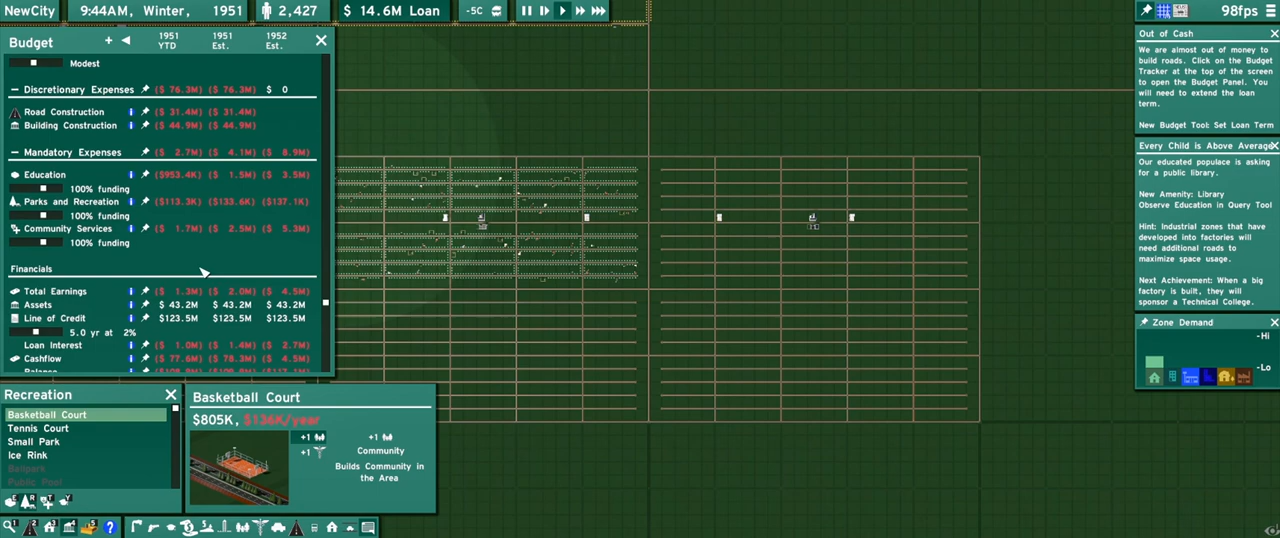 NewCity
9:44AM, Winter, 1951
2,427
$ 14.6M Loan
-5C
98fps
Budget
+
1951 YTD
1951 Est.
1952 Est.
Modest
Discretionary Expenses ($ 76.3M) ($ 76.3M) $ 0
Road Construction ($ 31.4M) ($ 31.4M)
Building Construction ($ 44.9M) ($ 44.9M)
Mandatory Expenses ($ 2.7M) ($ 4.1M) ($ 8.9M)
Education ($953.4K) ($ 1.5M) ($ 3.5M)
100% funding
Parks and Recreation ($113.3K) ($133.6K) ($137.1K)
100% funding
Community Services ($ 1.7M) ($ 2.5M) ($ 5.3M)
100% funding
Financials
Total Earnings ($ 1.3M) ($ 2.0M) ($ 4.5M)
Assets $ 43.2M $ 43.2M $ 43.2M
Line of Credit $123.5M $123.5M $123.5M
5.0 yr at 2%
Loan Interest ($ 1.0M) ($ 1.4M) ($ 2.7M)
Cashflow ($ 77.6M) ($ 78.3M) ($ 4.5M)
Out of Cash
We are almost out of money
to build roads. Click on the Budget
Tracker at the top of the screen
to open the Budget Panel. You
will need to extend the loan
term.
New Budget Tool: Set Loan Term
Every Child is Above Average
Our educated populace is asking
for a public library.
New Amenity: Library
Observe Education in Query Tool
Hint: Industrial zones that have
developed into factories will
need additional roads to
maximize space usage.
Next Achievement: When a big
factory is built, they will
sponsor a Technical College.
Zone Demand
-Hi
-Lo
Recreation
Basketball Court
Tennis Court
Small Park
Ice Rink
Ballpark
Public Pool
Basketball Court
$805K, $136K/year
+1
+1
+1
Community
Builds Community in
the Area